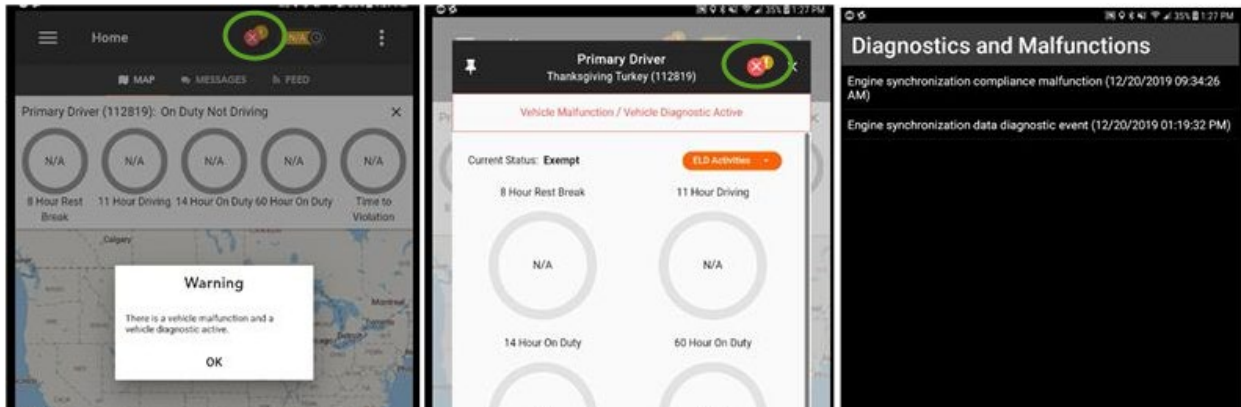 Home
N/A
MAP
MESSAGES
FEED
Primary Driver (112819): On Duty Not Driving
N/A
N/A
N/A
N/A
N/A
8 Hour Rest
Break
11 Hour Driving
14 Hour On Duty
60 Hour On Duty
Time to
Violation
Calgary
Montreal
Toronto
Detroit
Warning
There is a vehicle malfunction and a
vehicle diagnostic active.
OK
35% 1:27 PM
Primary Driver
Thanksgiving Turkey (112819)
Vehicle Malfunction / Vehicle Diagnostic Active
Current Status: Exempt
ELD Activities
8 Hour Rest Break
11 Hour Driving
N/A
N/A
14 Hour On Duty
60 Hour On Duty
35% 1:27 PM
Diagnostics and Malfunctions
Engine synchronization compliance malfunction (12/20/2019 09:34:26
AM)
Engine synchronization data diagnostic event (12/20/2019 01:19:32 PM)